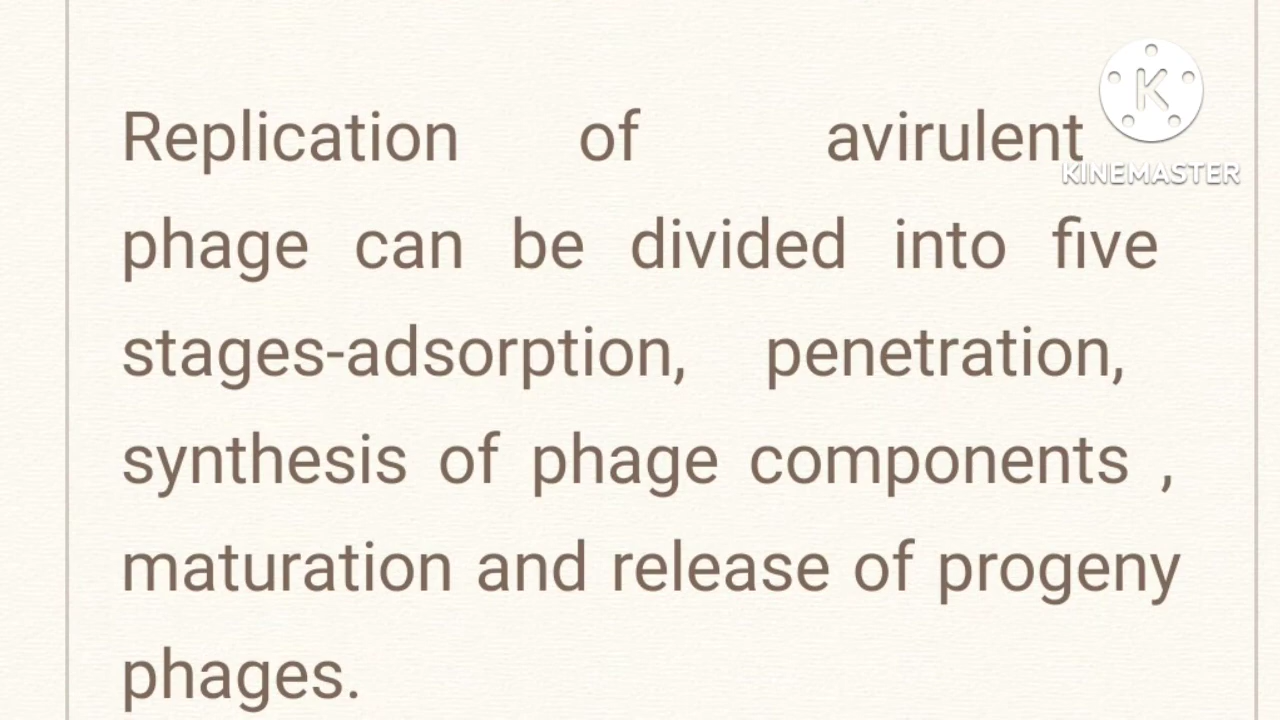 Replication of avirulent
phage can be divided into five
stages-adsorption, penetration,
synthesis of phage components ,
maturation and release of progeny
phages.
K
KINEMASTER